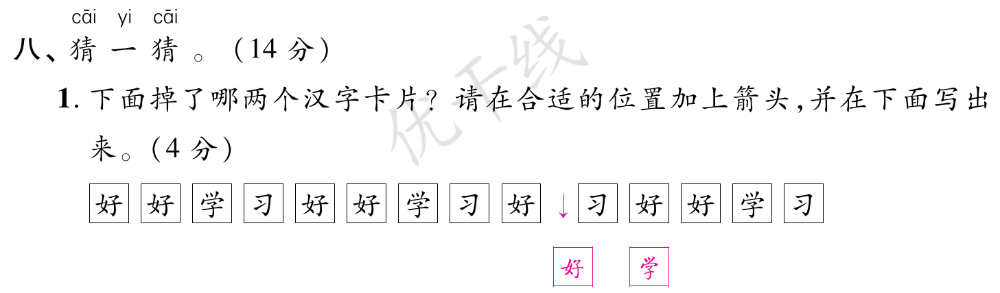 cāi yi cāi
八、猜一猜。(14 分)
1. 下面掉了哪两个汉字卡片? 请在合适的位置加上箭头,并在下面写出
来。(4 分)
好 好 学 习 好 好 学 习 好 ↓ 习 好 好 学 习
好 学
优干线